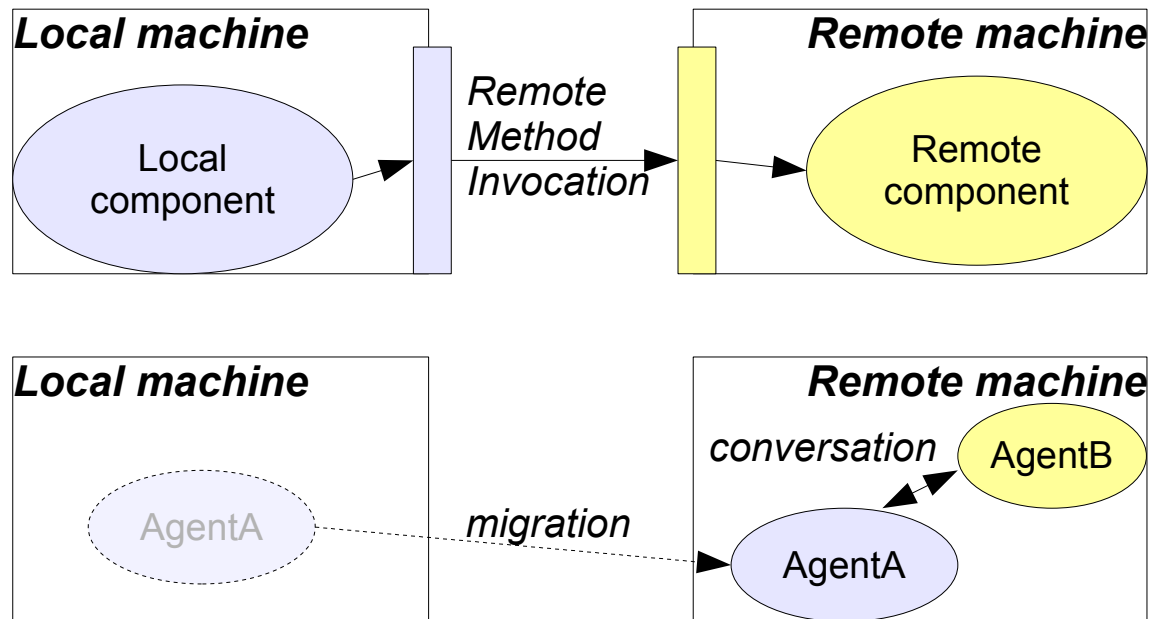 Local machine
Remote machine
Local
component
Remote
Method
Invocation
Remote
component
Local machine
Remote machine
conversation
AgentB
AgentA
migration
AgentA